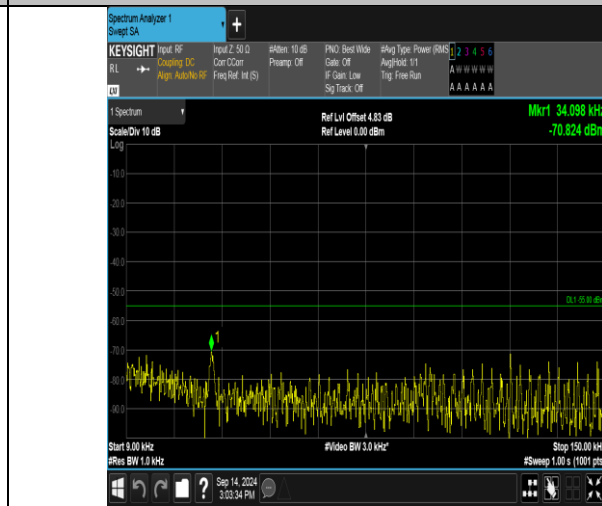 Spectrum Analyzer 1
Swept SA
+
KEYSIGHT
RL
Input: RF
Coupling: DC
Align: Auto/No RF
Input Z: 50 Ω
Corr CCorr
Freq Ref: Int (S)
#Atten: 10 dB
Preamp: Off
PNO: Best Wide
Gate: Off
IF Gain: Low
Sig Track: Off
#Avg Type: Power (RMS
Avg|Hold: 1/1
Trig: Free Run
1 2 3 4 5 6
A W W W W W
A A A A A A
LXI
1 Spectrum
Scale/Div 10 dB
Ref Lvl Offset 4.83 dB
Ref Level 0.00 dBm
Mkr1 34.098 kHz
-70.824 dBm
Log
-10.0
-20.0
-30.0
-40.0
-50.0
DL1 -55.00 dBm
-60.0
1
-70.0
-80.0
-90.0
Start 9.00 kHz
#Video BW 3.0 kHz*
Stop 150.00 kHz
#Res BW 1.0 kHz
#Sweep 1.00 s (1001 pts
?
Sep 14, 2024
3:03:34 PM